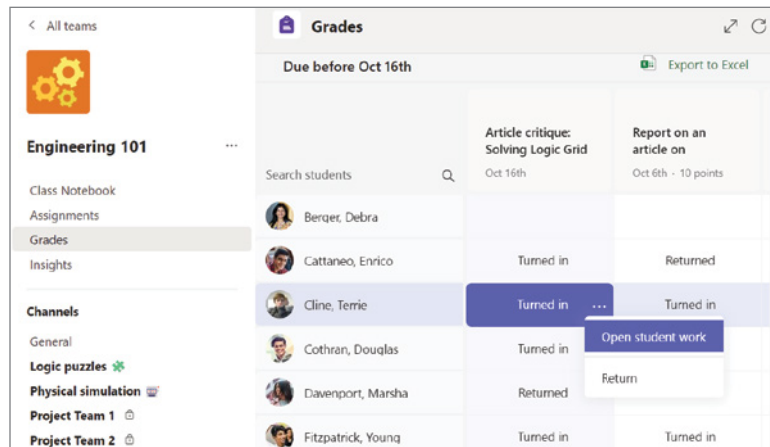 All teams
Engineering 101
Class Notebook
Assignments
Grades
Insights
Channels
General
Logic puzzles
Physical simulation
Project Team 1
Project Team 2
Grades
Due before Oct 16th
Export to Excel
Search students
Article critique:
Solving Logic Grid
Oct 16th
Report on an
article on
Oct 6th - 10 points
Berger, Debra
Cattaneo, Enrico
Turned in
Returned
Cline, Terrie
Turned in
...
Turned in
Open student work
Return
Cothran, Douglas
Turned in
Davenport, Marsha
Returned
Fitzpatrick, Young
Turned in
Turned in